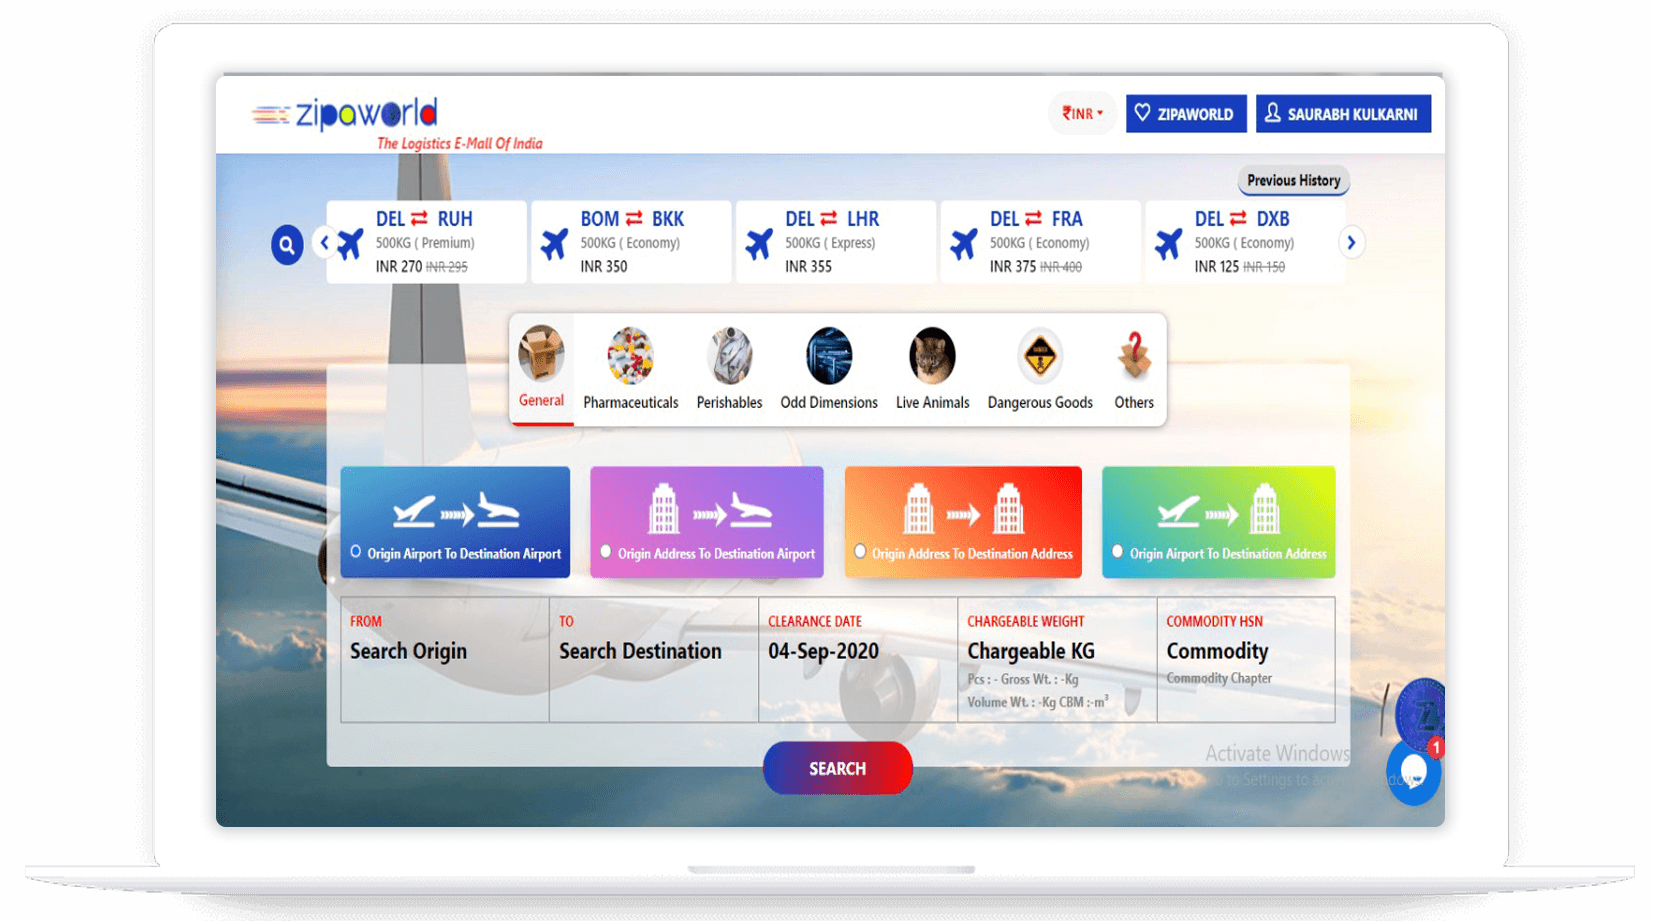 zipaworld
The Logistics E-Mall Of India
₹INR
ZIPAWORLD
SAURABH KULKARNI
Previous History
DEL ⇄ RUH
500KG ( Premium)
INR 270 INR 295
BOM ⇄ BKK
500KG ( Economy)
INR 350
DEL ⇄ LHR
500KG ( Express)
INR 355
DEL ⇄ FRA
500KG ( Economy)
INR 375 INR 400
DEL ⇄ DXB
500KG ( Economy)
INR 125 INR 150
General
Pharmaceuticals
Perishables
Odd Dimensions
Live Animals
Dangerous Goods
Others
Origin Airport To Destination Airport
Origin Address To Destination Airport
Origin Address To Destination Address
Origin Airport To Destination Address
FROM
Search Origin
TO
Search Destination
CLEARANCE DATE
04-Sep-2020
CHARGEABLE WEIGHT
Chargeable KG
Pcs : - Gross Wt. : -Kg
Volume Wt. : -Kg CBM :-m³
COMMODITY HSN
Commodity
Commodity Chapter
SEARCH
Activate Windows
to Settings to
1